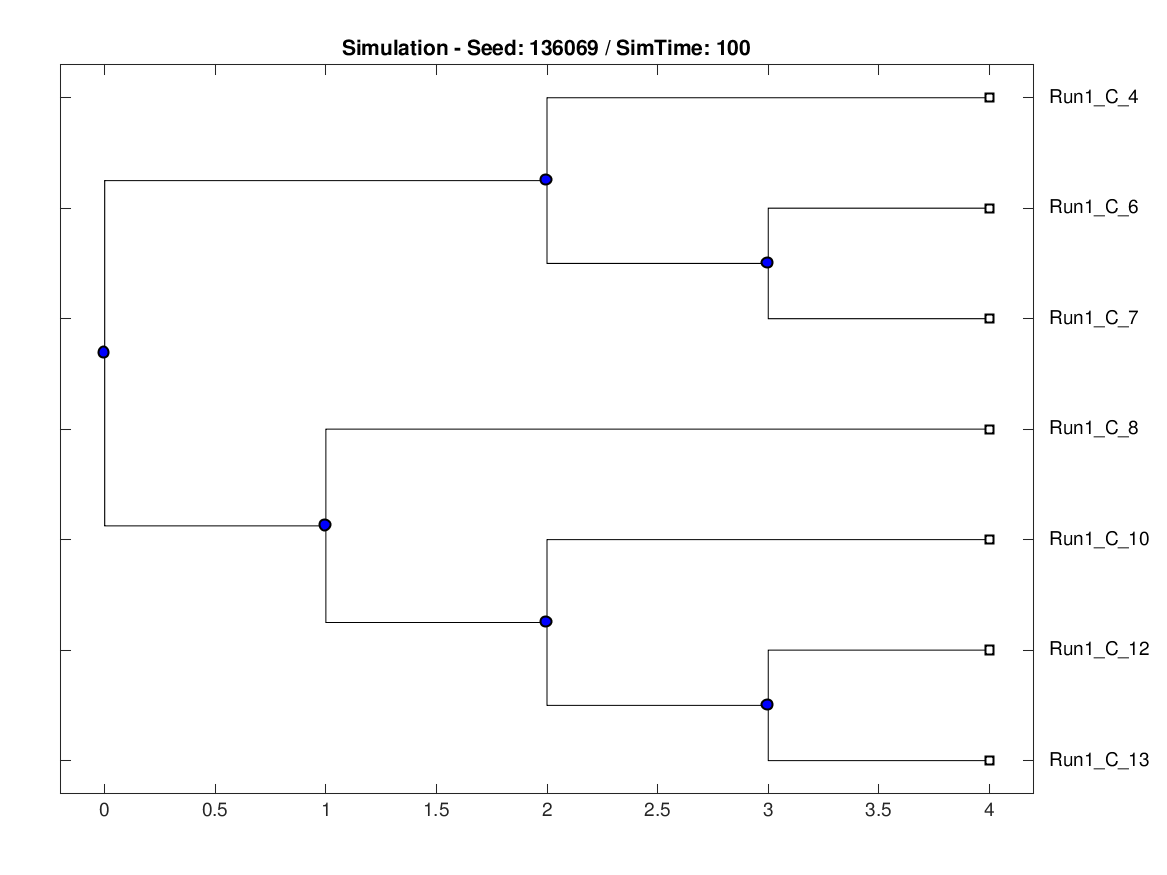 Simulation - Seed: 136069 / SimTime: 100
Run1_C_4
Run1_C_6
Run1_C_7
Run1_C_8
Run1_C_10
Run1_C_12
Run1_C_13
0 0.5 1 1.5 2 2.5 3 3.5 4